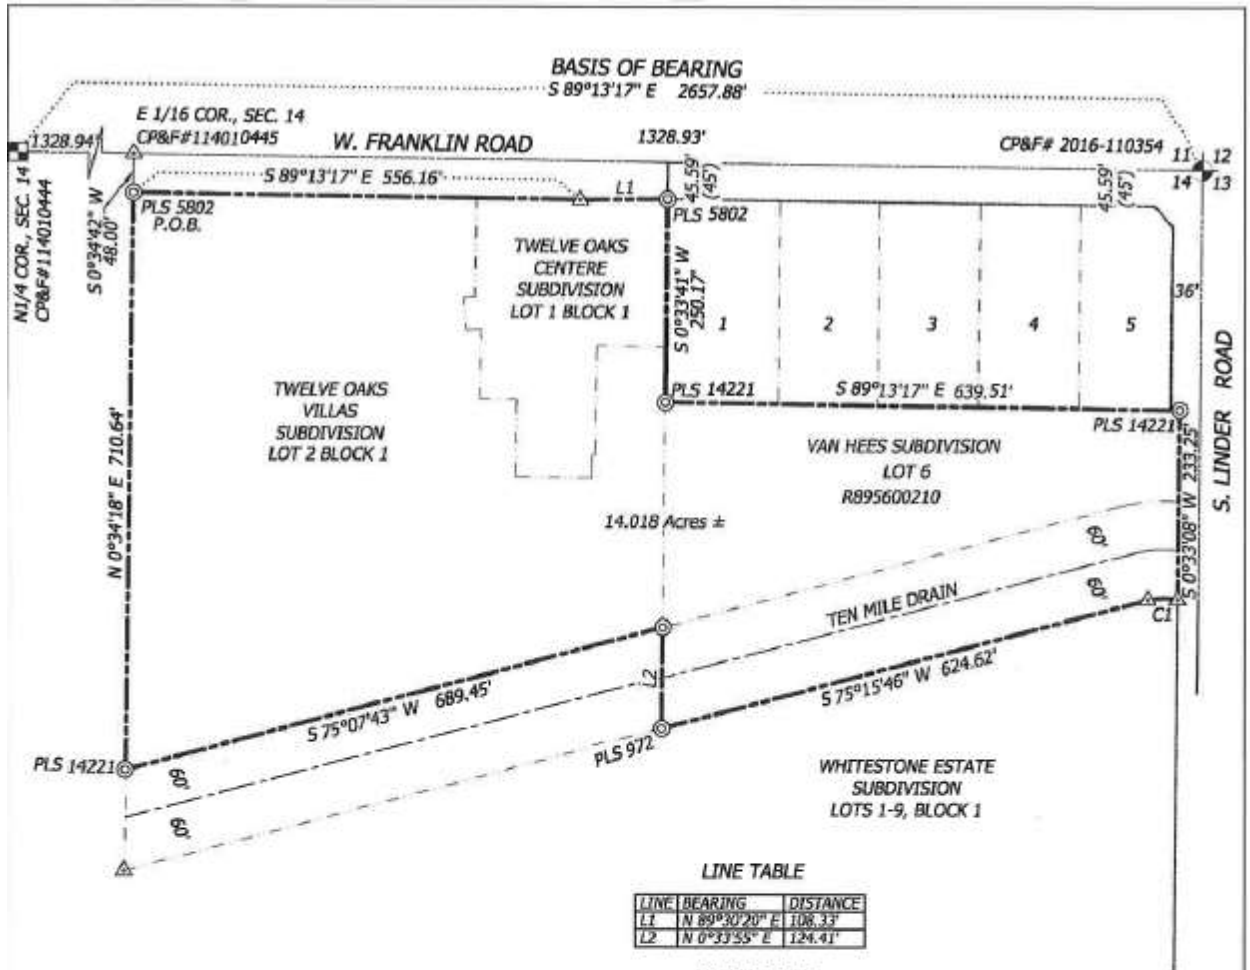 BASIS OF BEARING
S 89°13'17" E 2657.88'
E 1/16 COR., SEC. 14
CP&F#114010445
1328.94'
W. FRANKLIN ROAD
1328.93'
CP&F# 2016-110354
11 12
14 13
N1/4 COR., SEC. 14
CP&F#114010444
S 0°34'42" W
48.00'
S 89°13'17" E 556.16'
L1
45.59'
(45')
45.59'
(45')
PLS 5802
P.O.B.
PLS 5802
TWELVE OAKS
CENTERE
SUBDIVISION
LOT 1 BLOCK 1
S 0°33'41" W
250.17'
1
2
3
4
5
36'
S. LINDER ROAD
TWELVE OAKS
VILLAS
SUBDIVISION
LOT 2 BLOCK 1
PLS 14221
S 89°13'17" E 639.51'
PLS 14221
N 0°34'18" E 710.64'
VAN HEES SUBDIVISION
LOT 6
R895600210
14.018 Acres ±
S 0°33'08" W 233.25'
60'
60'
TEN MILE DRAIN
C1
L2
S 75°07'43" W 689.45'
S 75°15'46" W 624.62'
PLS 14221
60'
60'
PLS 972
WHITESTONE ESTATE
SUBDIVISION
LOTS 1-9, BLOCK 1
LINE TABLE
LINE BEARING DISTANCE
L1 N 89°30'20" E 108.33'
L2 N 0°33'55" E 124.41'